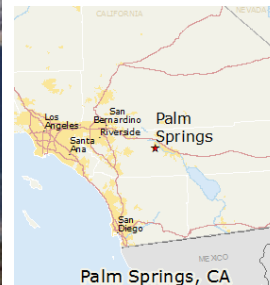 CALIFORNIA
NEVADA
Los
Angeles
San
Bernardino
Riverside
Santa
Ana
Palm
Springs
San
Diego
MEXICO
Palm Springs, CA